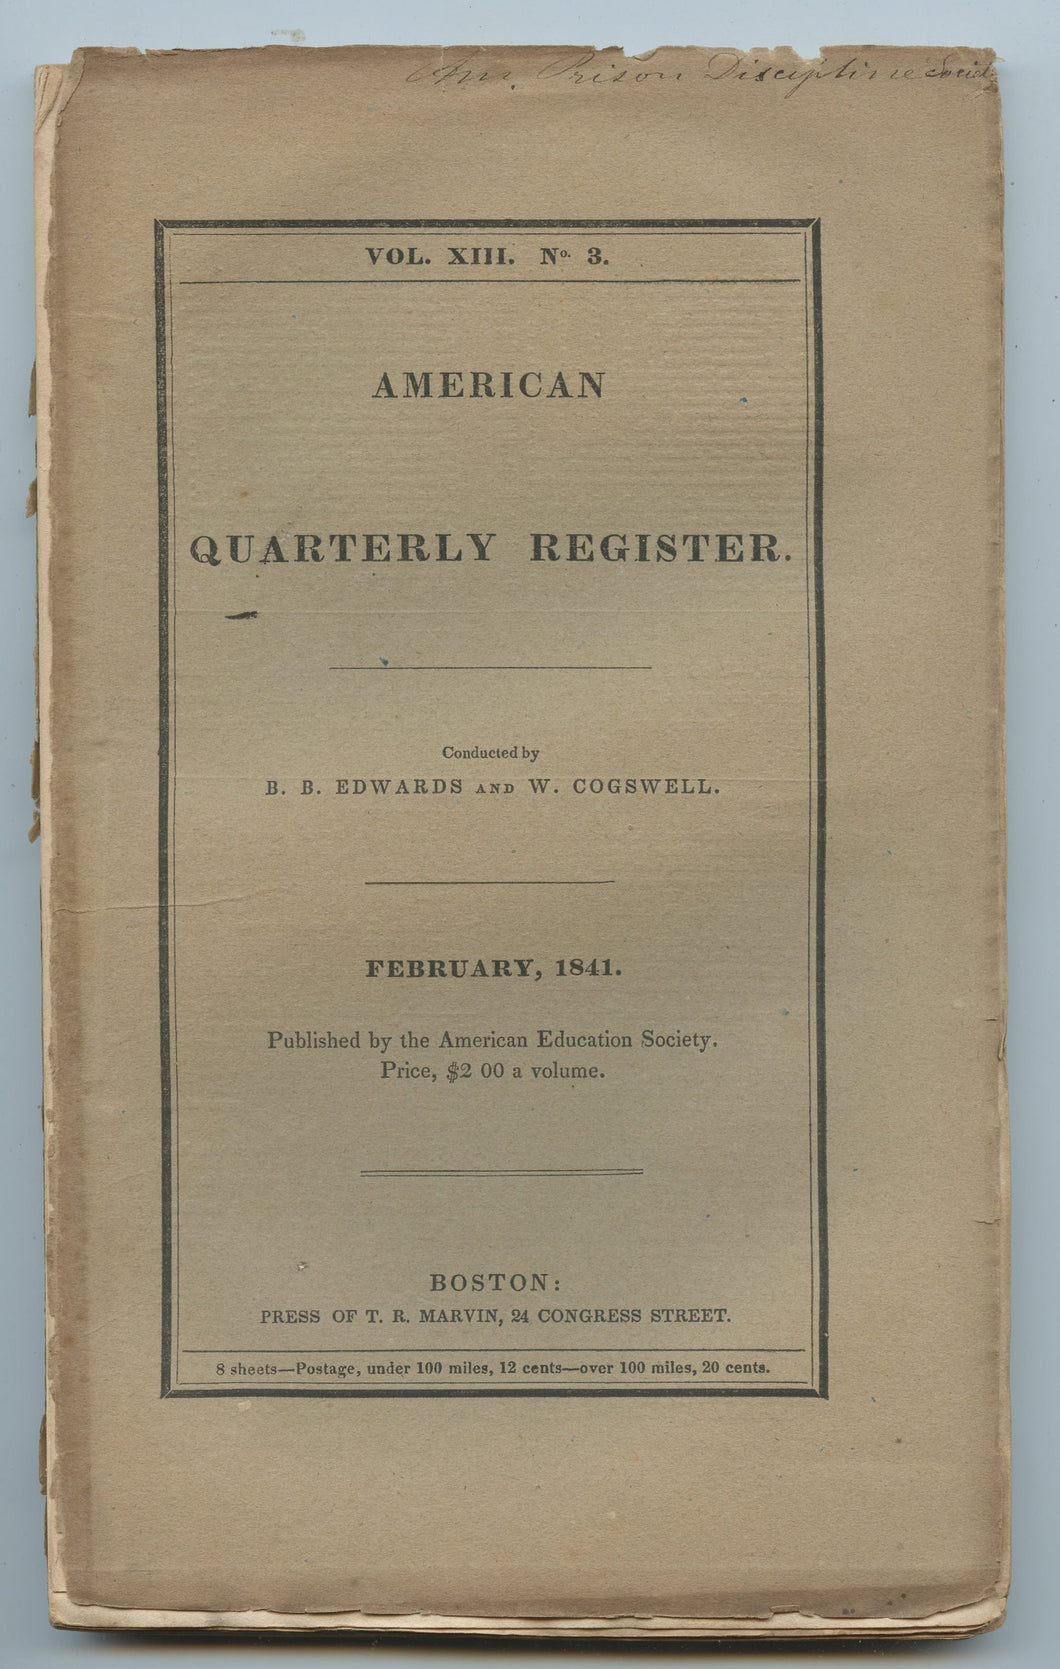 Am. Prison Discipline Societ
VOL. XIII. No. 3.
AMERICAN
QUARTERLY REGISTER.
Conducted by
B. B. EDWARDS AND W. COGSWELL.
FEBRUARY, 1841.
Published by the American Education Society.
Price, $2 00 a volume.
BOSTON:
PRESS OF T. R. MARVIN, 24 CONGRESS STREET.
8 sheets—Postage, under 100 miles, 12 cents—over 100 miles, 20 cents.